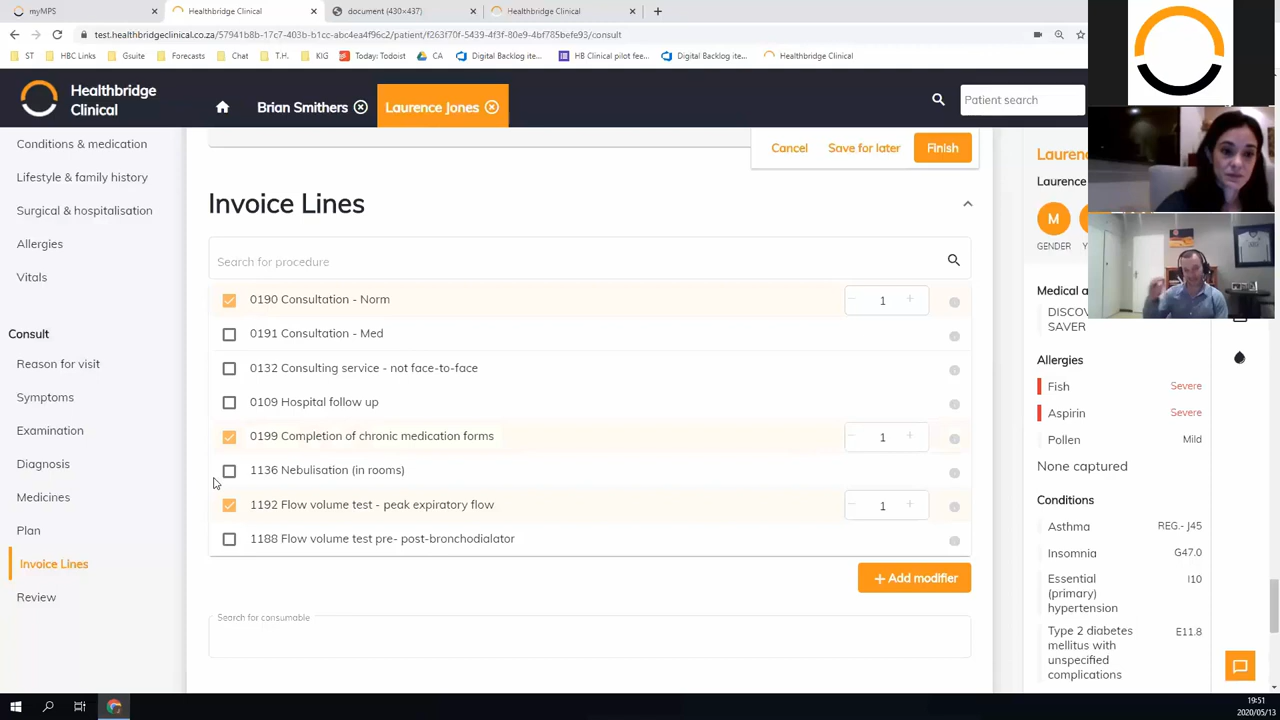 myMPS
Healthbridge Clinical
document (430×437)
Healthbridge Clinical
test.healthbridgeclinical.co.za/57941b8b-17c7-403b-b1cc-abc4ea4f96c2/patient/f263f70f-5439-4f3f-80e9-4bf785befe93/consult
ST
HBC Links
Gsuite
Forecasts
Chat
T.H.
KIG
Today: Todoist
CA
Digital Backlog ite...
HB Clinical pilot fee...
Digital Backlog ite...
Healthbridge Clinical
Healthbridge
Clinical
Brian Smithers
Laurence Jones
Patient search
Conditions & medication
Lifestyle & family history
Surgical & hospitalisation
Allergies
Vitals
Consult
Reason for visit
Symptoms
Examination
Diagnosis
Medicines
Plan
Invoice Lines
Review
Cancel
Save for later
Finish
Invoice Lines
Search for procedure
0190 Consultation - Norm
1
0191 Consultation - Med
0132 Consulting service - not face-to-face
0109 Hospital follow up
0199 Completion of chronic medication forms
1
1136 Nebulisation (in rooms)
1192 Flow volume test - peak expiratory flow
1
1188 Flow volume test pre- post-bronchodialator
+ Add modifier
Search for consumable
Laurenc
Laurence
M
GENDER
Medical a
DISCOV
SAVER
Allergies
Fish Severe
Aspirin Severe
Pollen Mild
None captured
Conditions
Asthma REG.- J45
Insomnia G47.0
Essential I10
(primary)
hypertension
Type 2 diabetes E11.8
mellitus with
unspecified
complications
19:51
2020/05/13